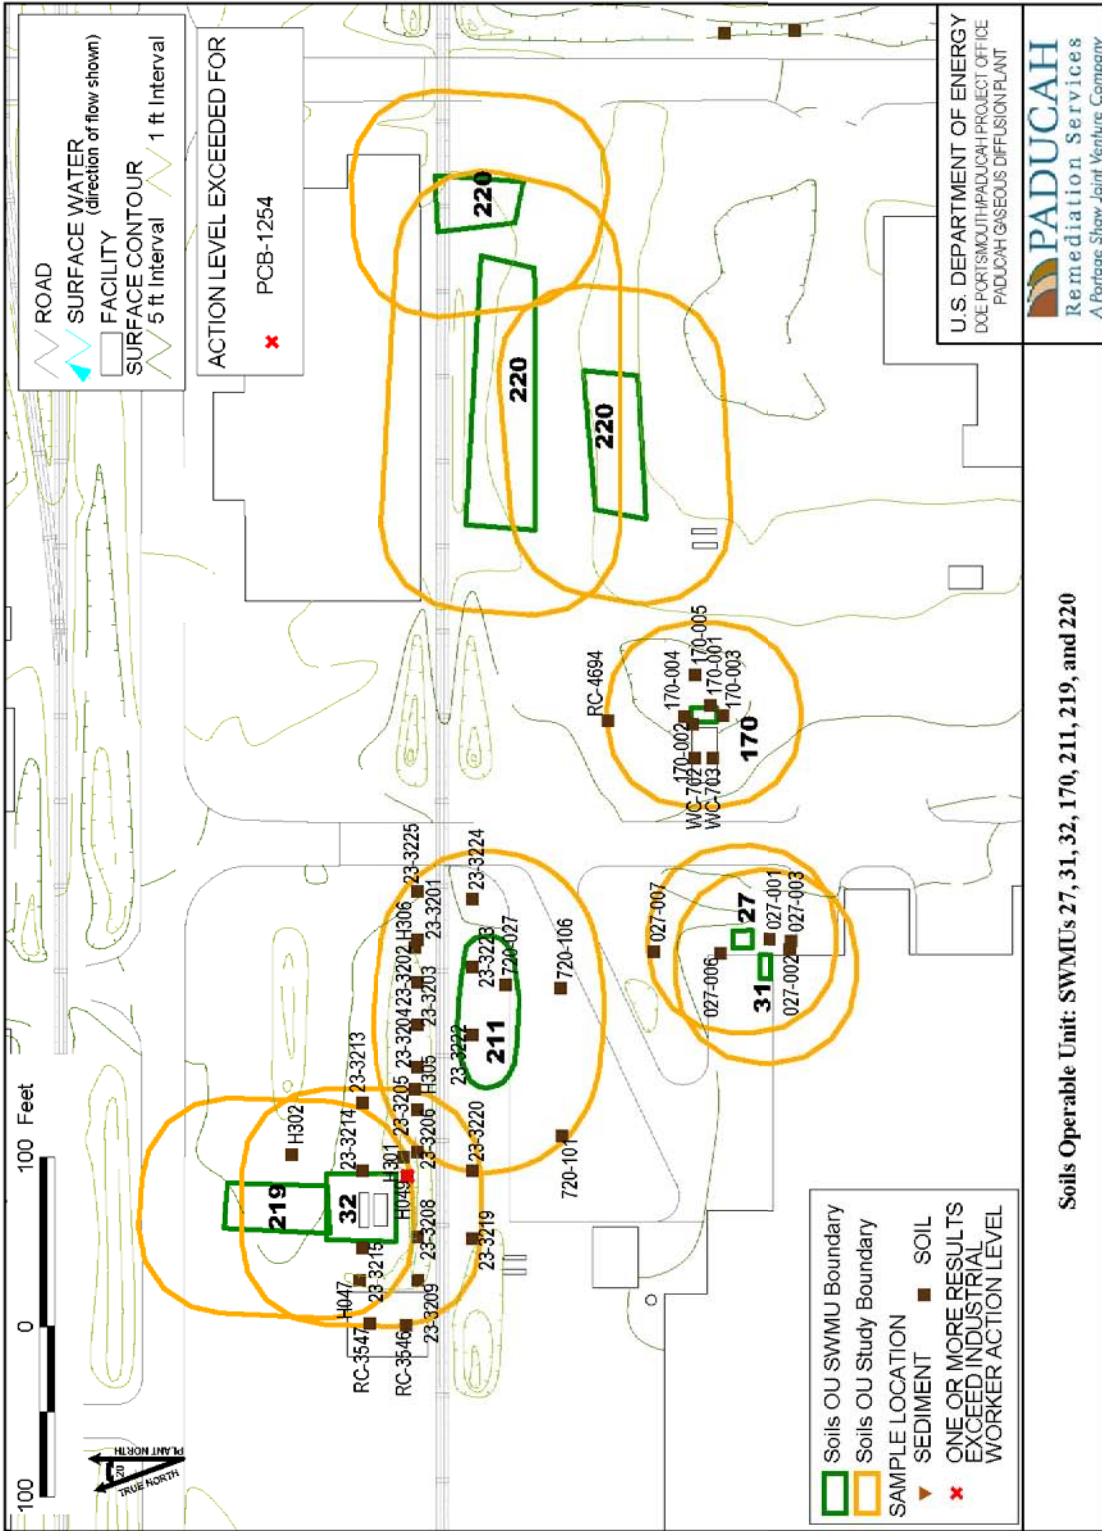 ROAD
SURFACE WATER
(direction of flow shown)
FACILITY
SURFACE CONTOUR
5 ft Interval
1 ft Interval
ACTION LEVEL EXCEEDED FOR
PCB-1254
100
0
100 Feet
PLANT NORTH
TRUE NORTH
20
219
H302
32
23-3214
23-3213
H301
H049
H047
23-3215
RC-3547
RC-3546
23-3209
23-3208
23-3206
23-3205
H305
23-3204
23-3203
23-3202
H306
23-3201
23-3225
23-3224
23-3223
23-3222
23-3220
23-3219
211
720-027
720-106
720-101
220
220
220
RC-4694
170-004
170-005
170-001
170-003
170-002
WC-702
WC-703
170
027-007
027-006
27
31
027-001
027-003
027-002
Soils OU SWMU Boundary
Soils OU Study Boundary
SAMPLE LOCATION
SEDIMENT
SOIL
ONE OR MORE RESULTS
EXCEED INDUSTRIAL
WORKER ACTION LEVEL
U.S. DEPARTMENT OF ENERGY
DOE PORTSMOUTH/PADUCAH PROJECT OFFICE
PADUCAH GASEOUS DIFFUSION PLANT
PADUCAH
Remediation Services
A Portage Shaw Joint Venture Company
Soils Operable Unit: SWMUs 27, 31, 32, 170, 211, 219, and 220